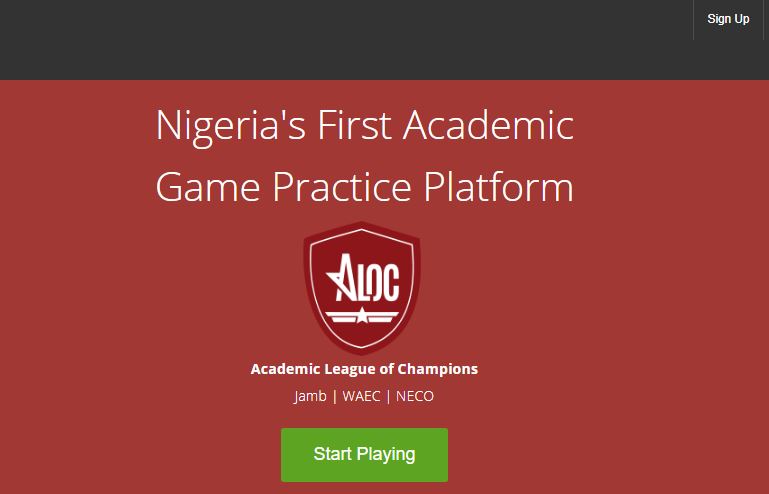 Sign Up
Nigeria's First Academic
Game Practice Platform
ALOC
Academic League of Champions
Jamb | WAEC | NECO
Start Playing